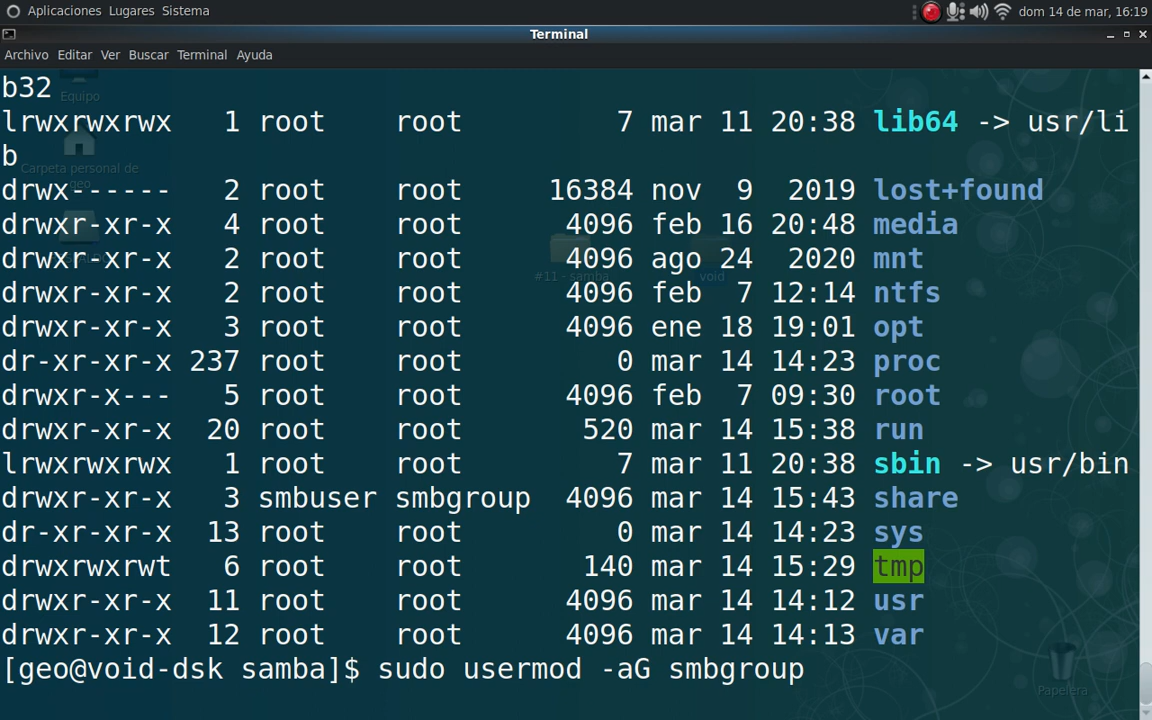 Aplicaciones Lugares Sistema
dom 14 de mar, 16:19
Terminal
Archivo Editar Ver Buscar Terminal Ayuda
b32
Equipo
lrwxrwxrwx 1 root root 7 mar 11 20:38 lib64 -> usr/li
b
Carpeta personal de
geo
drwx------ 2 root root 16384 nov 9 2019 lost+found
drwxr-xr-x 4 root root 4096 feb 16 20:48 media
drwxr-xr-x 2 root root 4096 ago 24 2020 mnt
#11 - samba
void
drwxr-xr-x 2 root root 4096 feb 7 12:14 ntfs
drwxr-xr-x 3 root root 4096 ene 18 19:01 opt
dr-xr-xr-x 237 root root 0 mar 14 14:23 proc
drwxr-x--- 5 root root 4096 feb 7 09:30 root
drwxr-xr-x 20 root root 520 mar 14 15:38 run
lrwxrwxrwx 1 root root 7 mar 11 20:38 sbin -> usr/bin
drwxr-xr-x 3 smbuser smbgroup 4096 mar 14 15:43 share
dr-xr-xr-x 13 root root 0 mar 14 14:23 sys
drwxrwxrwt 6 root root 140 mar 14 15:29 tmp
drwxr-xr-x 11 root root 4096 mar 14 14:12 usr
drwxr-xr-x 12 root root 4096 mar 14 14:13 var
[geo@void-dsk samba]$ sudo usermod -aG smbgroup
Papelera